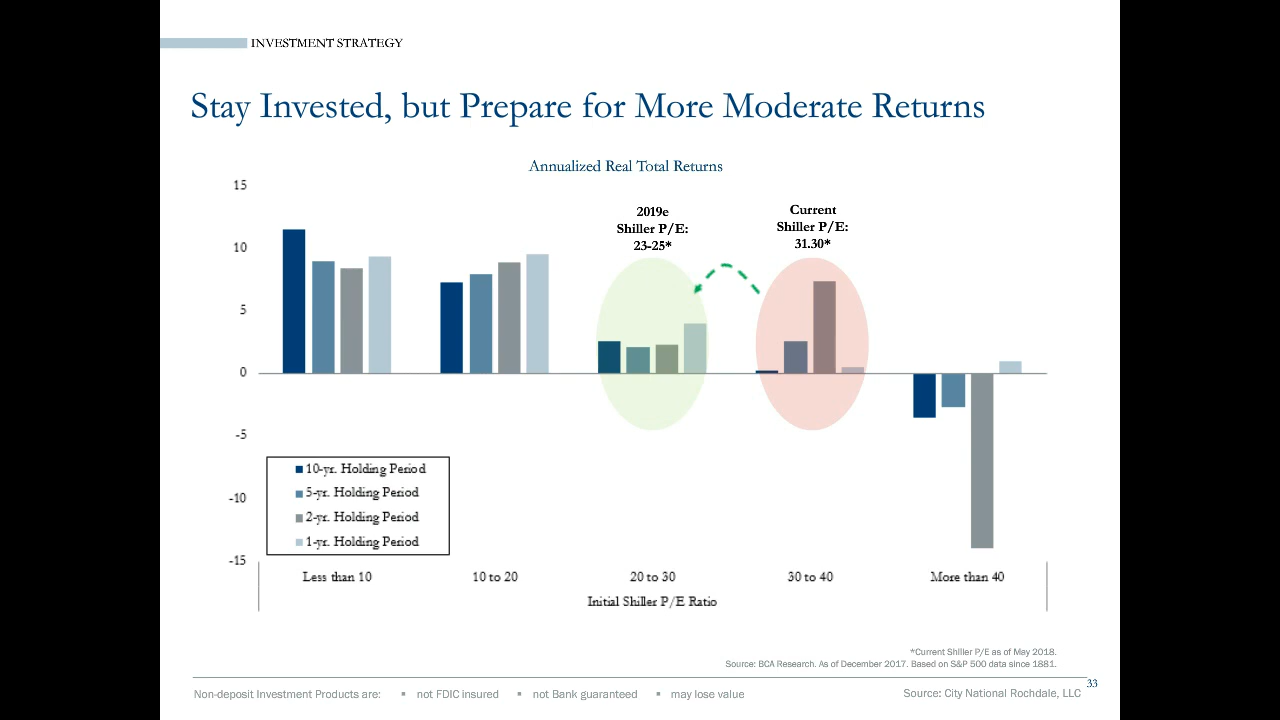 INVESTMENT STRATEGY
Stay Invested, but Prepare for More Moderate Returns
Annualized Real Total Returns
15
10
5
0
-5
-10
-15
2019e
Shiller P/E:
23-25*
Current
Shiller P/E:
31.30*
10-yr. Holding Period
5-yr. Holding Period
2-yr. Holding Period
1-yr. Holding Period
Less than 10
10 to 20
20 to 30
30 to 40
More than 40
Initial Shiller P/E Ratio
*Current Shiller P/E as of May 2018.
Source: BCA Research. As of December 2017. Based on S&P 500 data since 1881.
Non-deposit Investment Products are: ▪ not FDIC insured ▪ not Bank guaranteed ▪ may lose value
Source: City National Rochdale, LLC
33